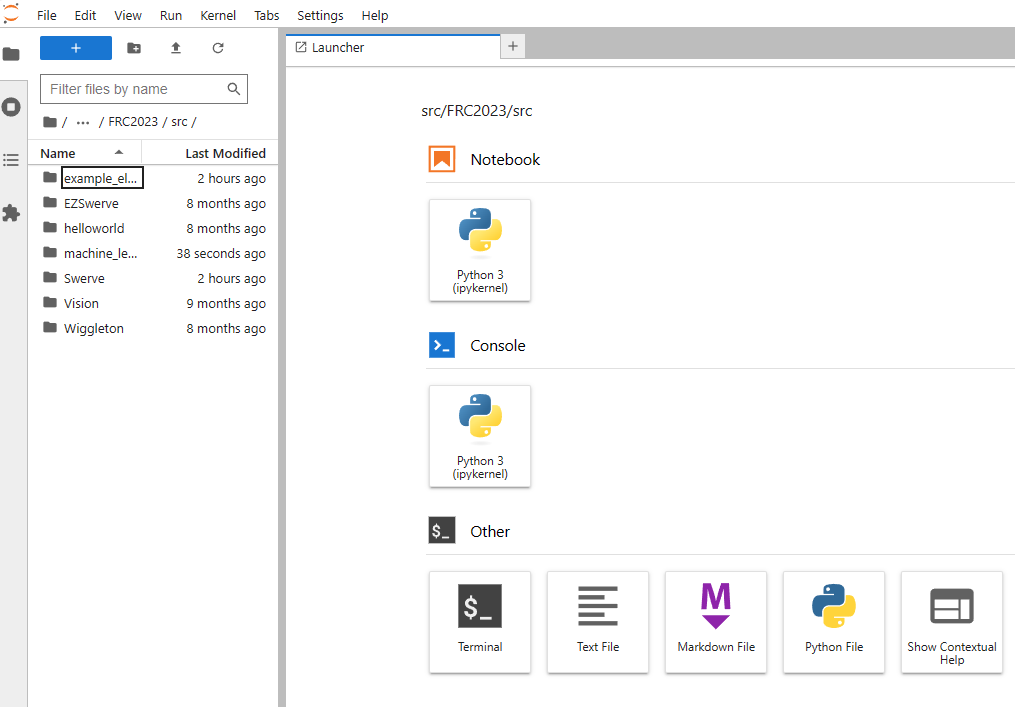 File Edit View Run Kernel Tabs Settings Help
+
Launcher
+
Filter files by name
/ ... / FRC2023 / src /
Name Last Modified
example_el... 2 hours ago
EZSwerve 8 months ago
helloworld 8 months ago
machine_le... 38 seconds ago
Swerve 2 hours ago
Vision 9 months ago
Wiggleton 8 months ago
src/FRC2023/src
Notebook
Python 3
(ipykernel)
Console
Python 3
(ipykernel)
$_ Other
$_
M
Terminal Text File Markdown File Python File Show Contextual
Help